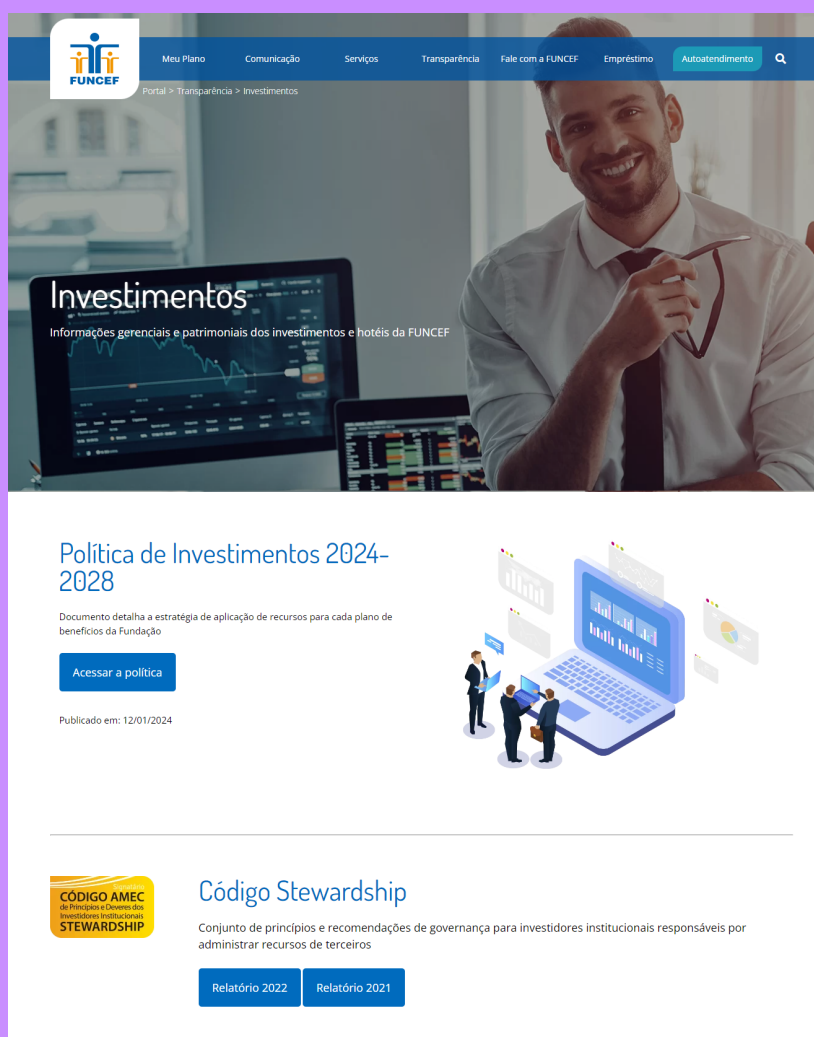 FUNCEF
Meu Plano
Comunicação
Serviços
Transparência
Fale com a FUNCEF
Empréstimo
Autoatendimento
Portal > Transparência > Investimentos
Investimentos
Informações gerenciais e patrimoniais dos investimentos e hotéis da FUNCEF
Política de Investimentos 2024-
2028
Documento detalha a estratégia de aplicação de recursos para cada plano de
benefícios da Fundação
Acessar a política
Publicado em: 12/01/2024
Signatário
CÓDIGO AMEC
de Princípios e Deveres dos
Investidores Institucionais
STEWARDSHIP
Código Stewardship
Conjunto de princípios e recomendações de governança para investidores institucionais responsáveis por
administrar recursos de terceiros
Relatório 2022
Relatório 2021